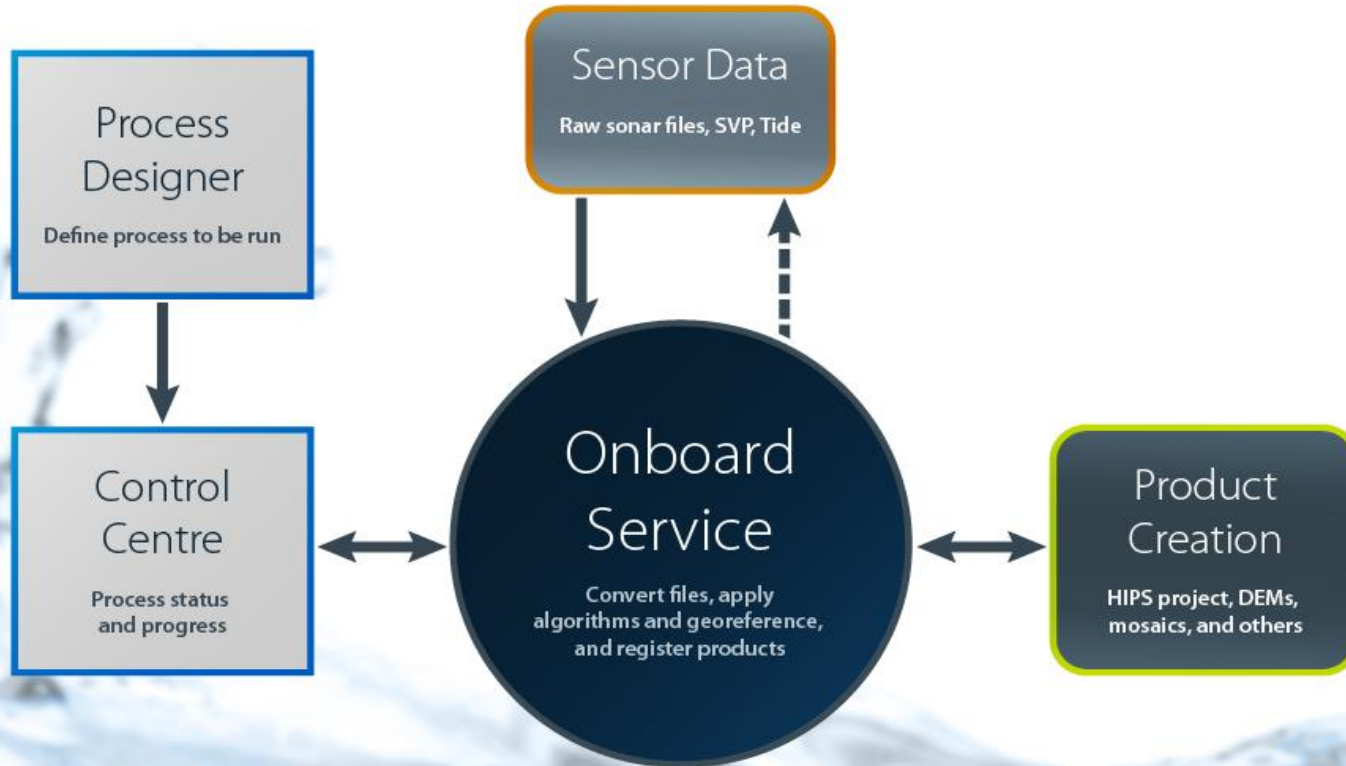 Process
Designer
Define process to be run
Sensor Data
Raw sonar files, SVP, Tide
Control
Centre
Process status
and progress
Onboard
Service
Convert files, apply
algorithms and georeference,
and register products
Product
Creation
HIPS project, DEMs,
mosaics, and others